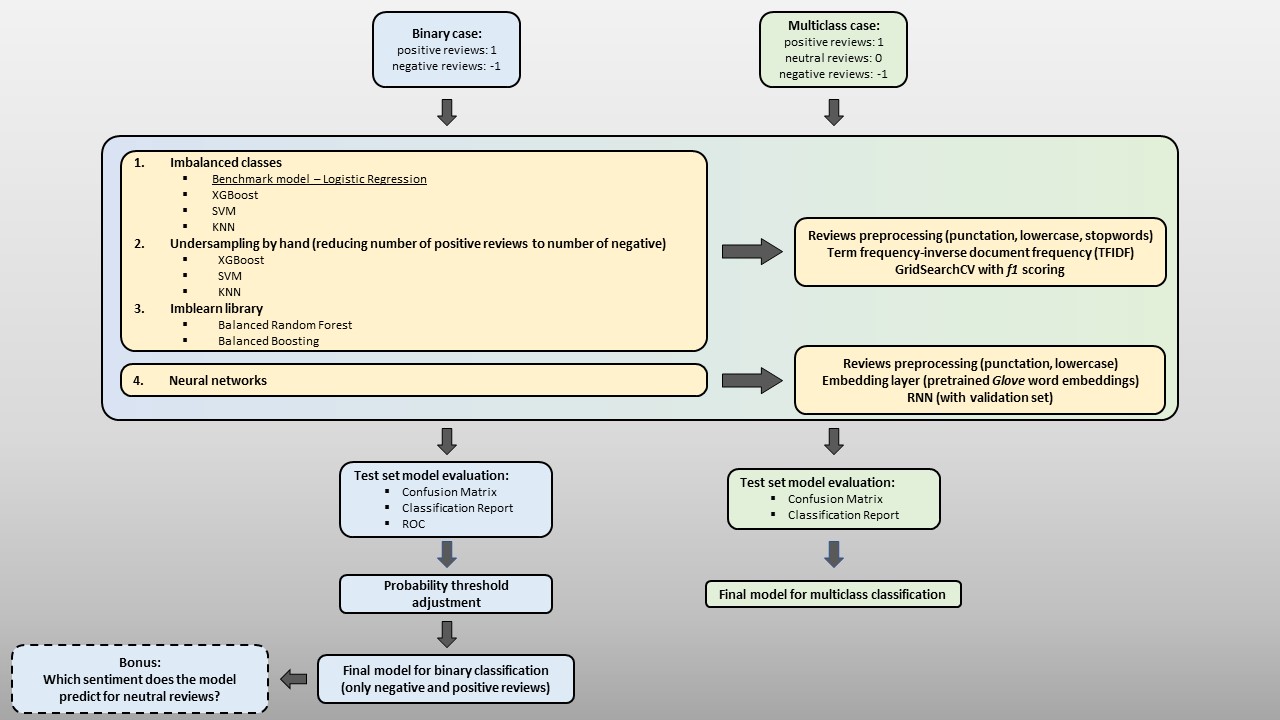 Binary case:
positive reviews: 1
negative reviews: -1
Multiclass case:
positive reviews: 1
neutral reviews: 0
negative reviews: -1
1. Imbalanced classes
▪ Benchmark model – Logistic Regression
▪ XGBoost
▪ SVM
▪ KNN
2. Undersampling by hand (reducing number of positive reviews to number of negative)
▪ XGBoost
▪ SVM
▪ KNN
3. Imblearn library
▪ Balanced Random Forest
▪ Balanced Boosting
Reviews preprocessing (punctation, lowercase, stopwords)
Term frequency-inverse document frequency (TFIDF)
GridSearchCV with f1 scoring
4. Neural networks
Reviews preprocessing (punctation, lowercase)
Embedding layer (pretrained Glove word embeddings)
RNN (with validation set)
Test set model evaluation:
▪ Confusion Matrix
▪ Classification Report
▪ ROC
Test set model evaluation:
▪ Confusion Matrix
▪ Classification Report
Probability threshold
adjustment
Final model for multiclass classification
Final model for binary classification
(only negative and positive reviews)
Bonus:
Which sentiment does the model
predict for neutral reviews?